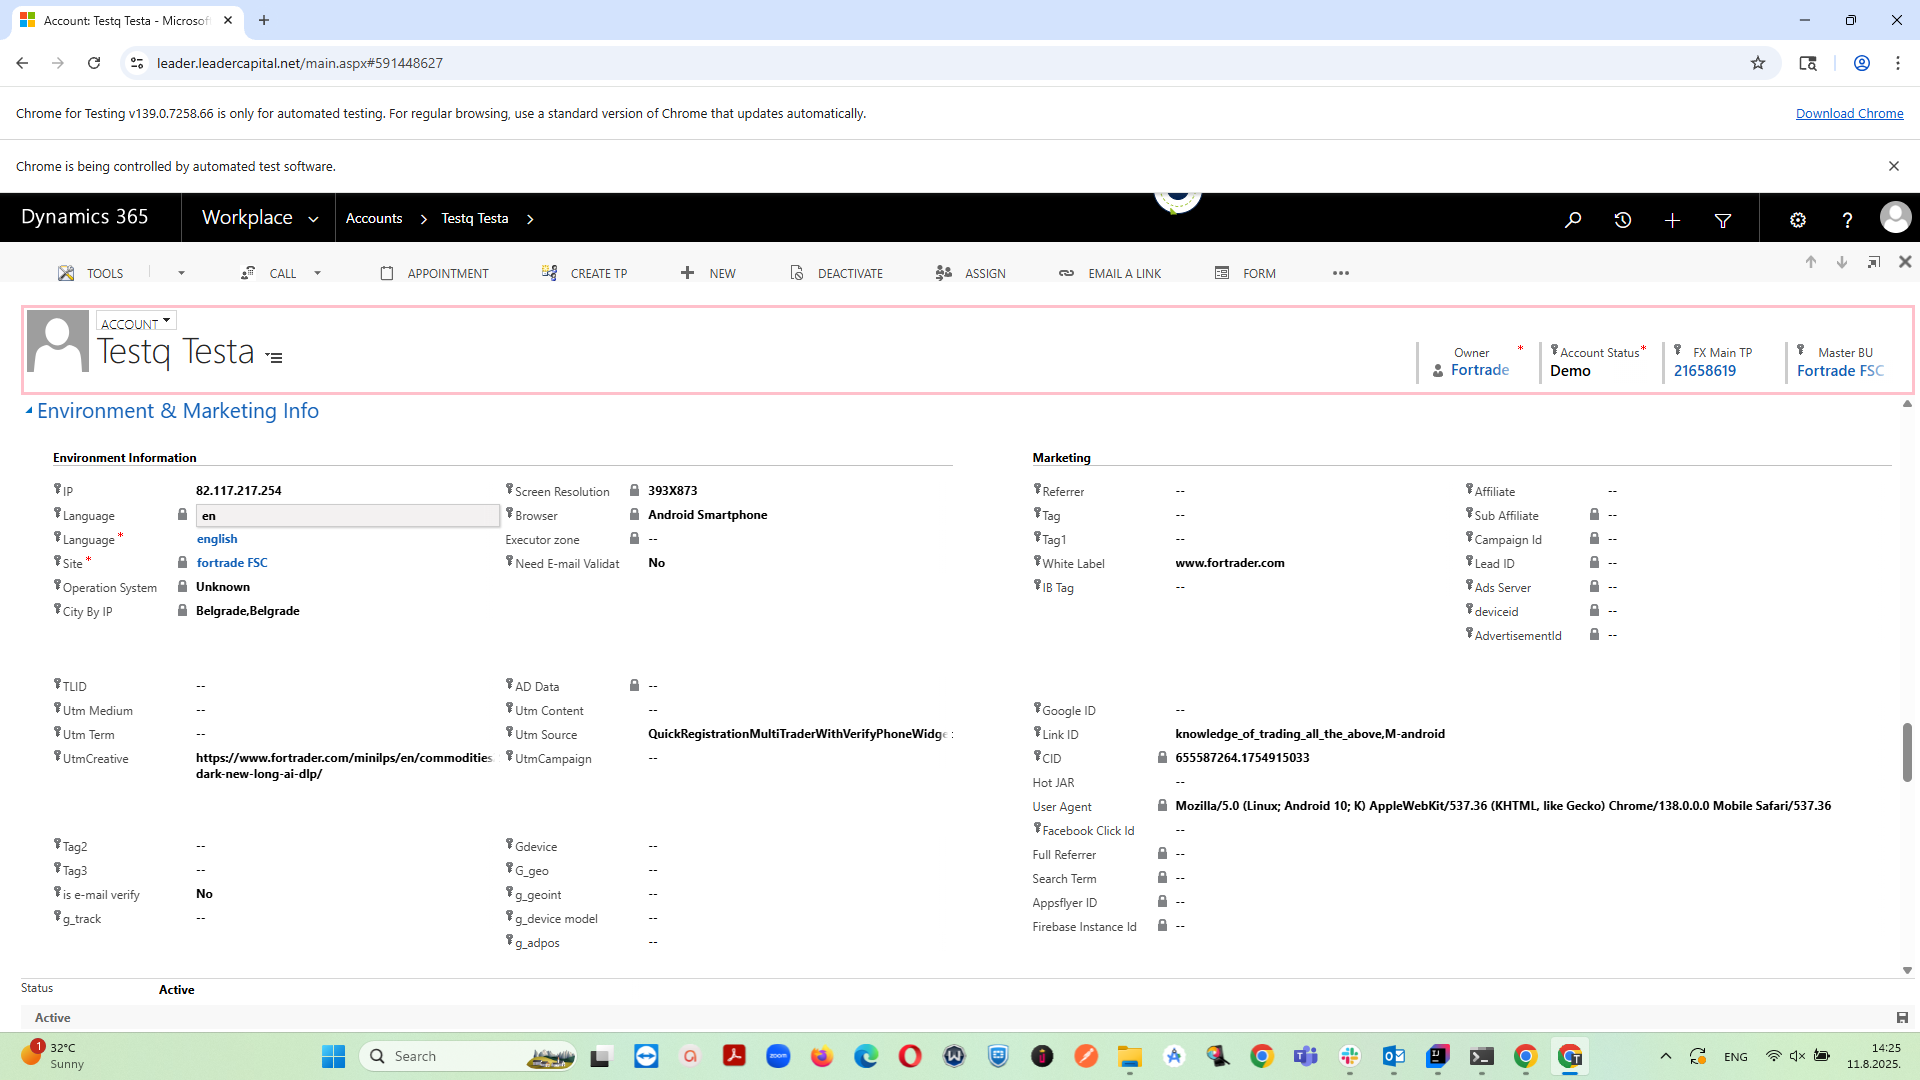 Account: Testq Testa - Microsof
leader.leadercapital.net/main.aspx#591448627
Chrome for Testing v139.0.7258.66 is only for automated testing. For regular browsing, use a standard version of Chrome that updates automatically.
Download Chrome
Chrome is being controlled by automated test software.
Dynamics 365
Workplace
Accounts
Testq Testa
TOOLS
CALL
APPOINTMENT
CREATE TP
NEW
DEACTIVATE
ASSIGN
EMAIL A LINK
FORM
ACCOUNT
Testq Testa
Owner *
Fortrade
Account Status*
Demo
FX Main TP
21658619
Master BU
Fortrade FSC
Environment & Marketing Info
Environment Information
IP 82.117.217.254
Language en
Language * english
Site * fortrade FSC
Operation System Unknown
City By IP Belgrade,Belgrade
Screen Resolution 393X873
Browser Android Smartphone
Executor zone --
Need E-mail Validat No
TLID --
Utm Medium --
Utm Term --
UtmCreative https://www.fortrader.com/minilps/en/commodities
dark-new-long-ai-dlp/
AD Data --
Utm Content --
Utm Source QuickRegistrationMultiTraderWithVerifyPhoneWidge
UtmCampaign --
Tag2 --
Tag3 --
is e-mail verify No
g_track --
Gdevice --
G_geo --
g_geoint --
g_device model --
g_adpos --
Marketing
Referrer --
Tag --
Tag1 --
White Label www.fortrader.com
IB Tag --
Affiliate --
Sub Affiliate --
Campaign Id --
Lead ID --
Ads Server --
deviceid --
AdvertisementId --
Google ID --
Link ID knowledge_of_trading_all_the_above,M-android
CID 655587264.1754915033
Hot JAR --
User Agent Mozilla/5.0 (Linux; Android 10; K) AppleWebKit/537.36 (KHTML, like Gecko) Chrome/138.0.0.0 Mobile Safari/537.36
Facebook Click Id --
Full Referrer --
Search Term --
Appsflyer ID --
Firebase Instance Id --
Status Active
Active
1
32°C
Sunny
Search
zoom
ENG
14:25
11.8.2025.